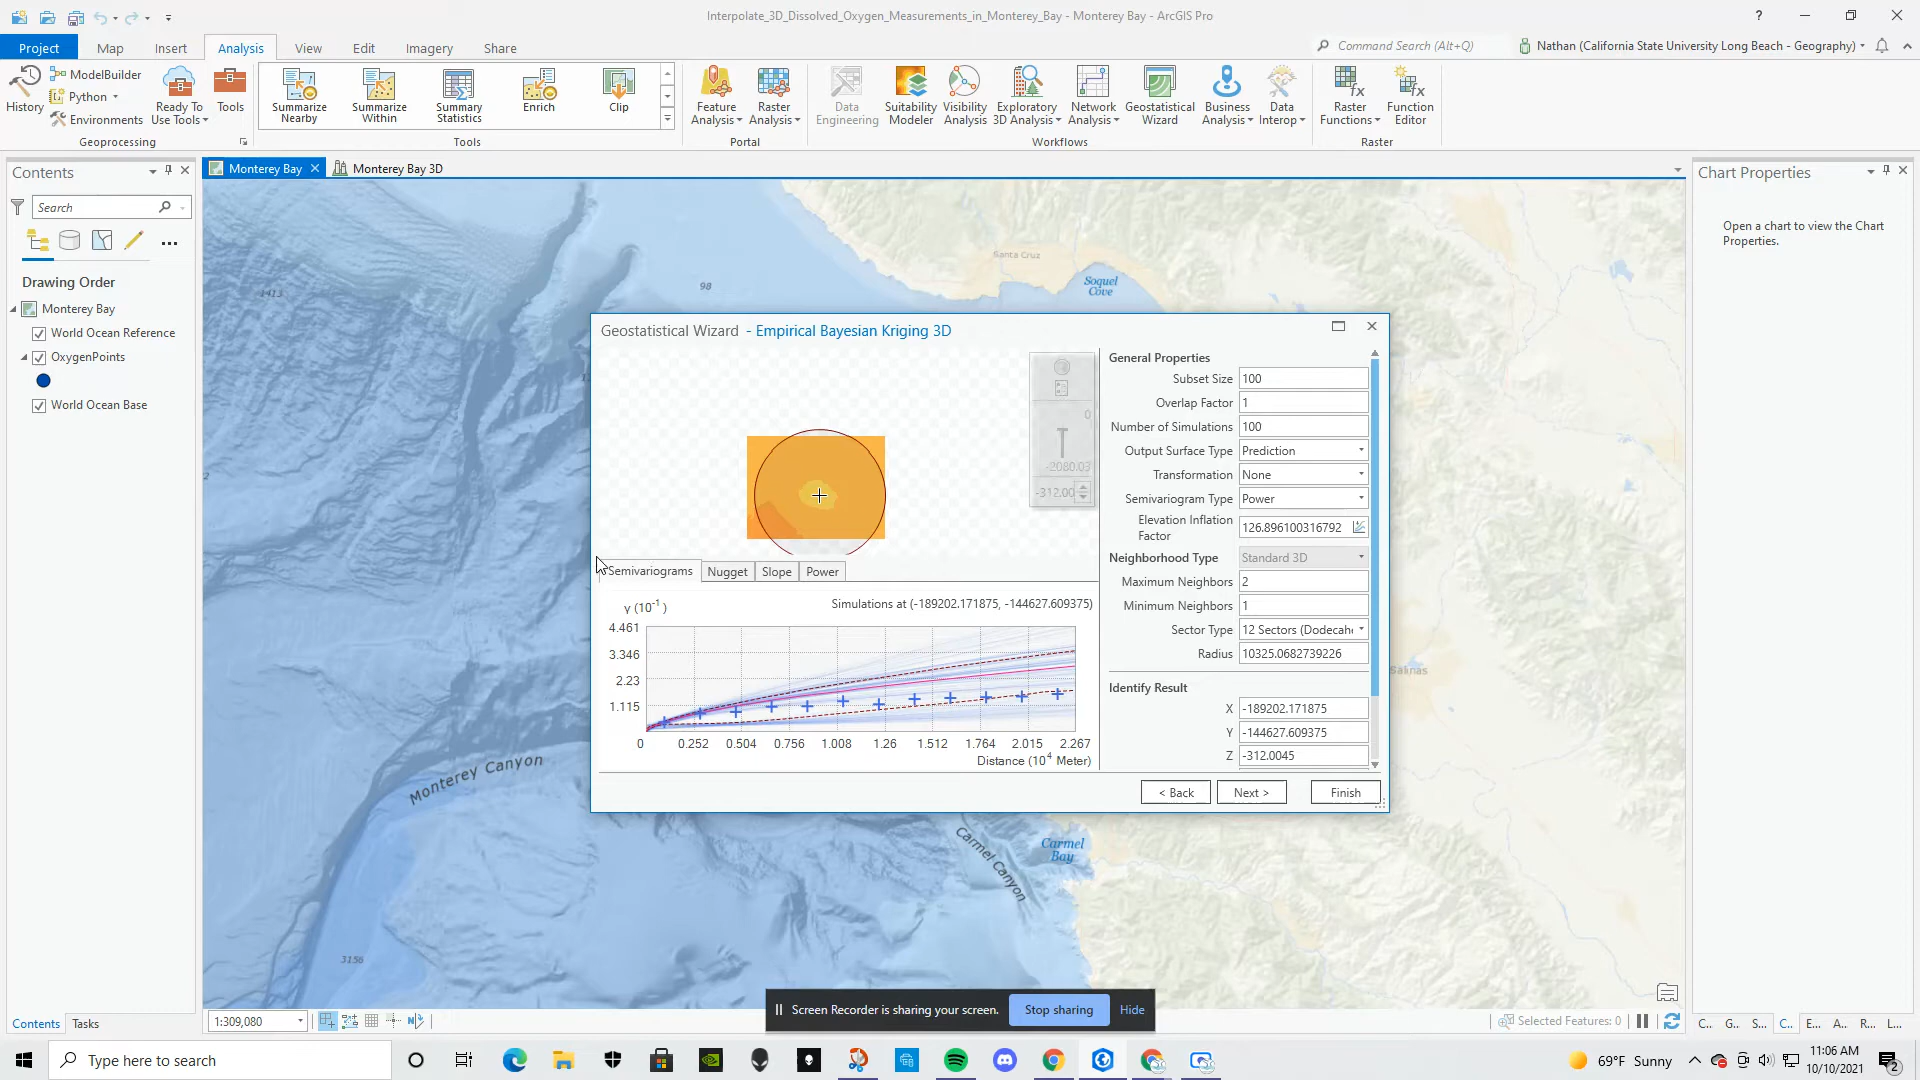 Interpolate_3D_Dissolved_Oxygen_Measurements_in_Monterey_Bay - Monterey Bay - ArcGIS Pro
?
Project
Map
Insert
Analysis
View
Edit
Imagery
Share
Command Search (Alt+Q)
Nathan (California State University Long Beach - Geography)
History
ModelBuilder
Python
Environments
Ready To Use Tools
Tools
Summarize Nearby
Summarize Within
Summary Statistics
Enrich
Clip
Feature Analysis
Raster Analysis
Data Engineering
Suitability Modeler
Visibility Analysis
Exploratory 3D Analysis
Network Analysis
Geostatistical Wizard
Business Analysis
Data Interop
Raster Functions
Function Editor
Geoprocessing
Tools
Portal
Workflows
Raster
Contents
Search
Drawing Order
Monterey Bay
World Ocean Reference
OxygenPoints
World Ocean Base
Monterey Bay
Monterey Bay 3D
Chart Properties
Open a chart to view the Chart
Properties.
1413
98
Santa Cruz
Soquel
Cove
Salinas
Monterey Canyon
Carmel Canyon
Carmel
Bay
3156
Geostatistical Wizard - Empirical Bayesian Kriging 3D
0
-2080.03
-312.00
Semivariograms
Nugget
Slope
Power
γ (10⁻¹)
Simulations at (-189202.171875, -144627.609375)
4.461
3.346
2.23
1.115
0 0.252 0.504 0.756 1.008 1.26 1.512 1.764 2.015 2.267
Distance (10⁴ Meter)
General Properties
Subset Size 100
Overlap Factor 1
Number of Simulations 100
Output Surface Type Prediction
Transformation None
Semivariogram Type Power
Elevation Inflation
Factor 126.896100316792
Neighborhood Type Standard 3D
Maximum Neighbors 2
Minimum Neighbors 1
Sector Type 12 Sectors (Dodecahe
Radius 10325.0682739226
Identify Result
X -189202.171875
Y -144627.609375
Z -312.0045
< Back
Next >
Finish
Screen Recorder is sharing your screen.
Stop sharing
Hide
Contents
Tasks
1:309,080
Selected Features: 0
C... G... S... C... E... A... R... L...
Type here to search
69°F Sunny
11:06 AM
10/10/2021
2